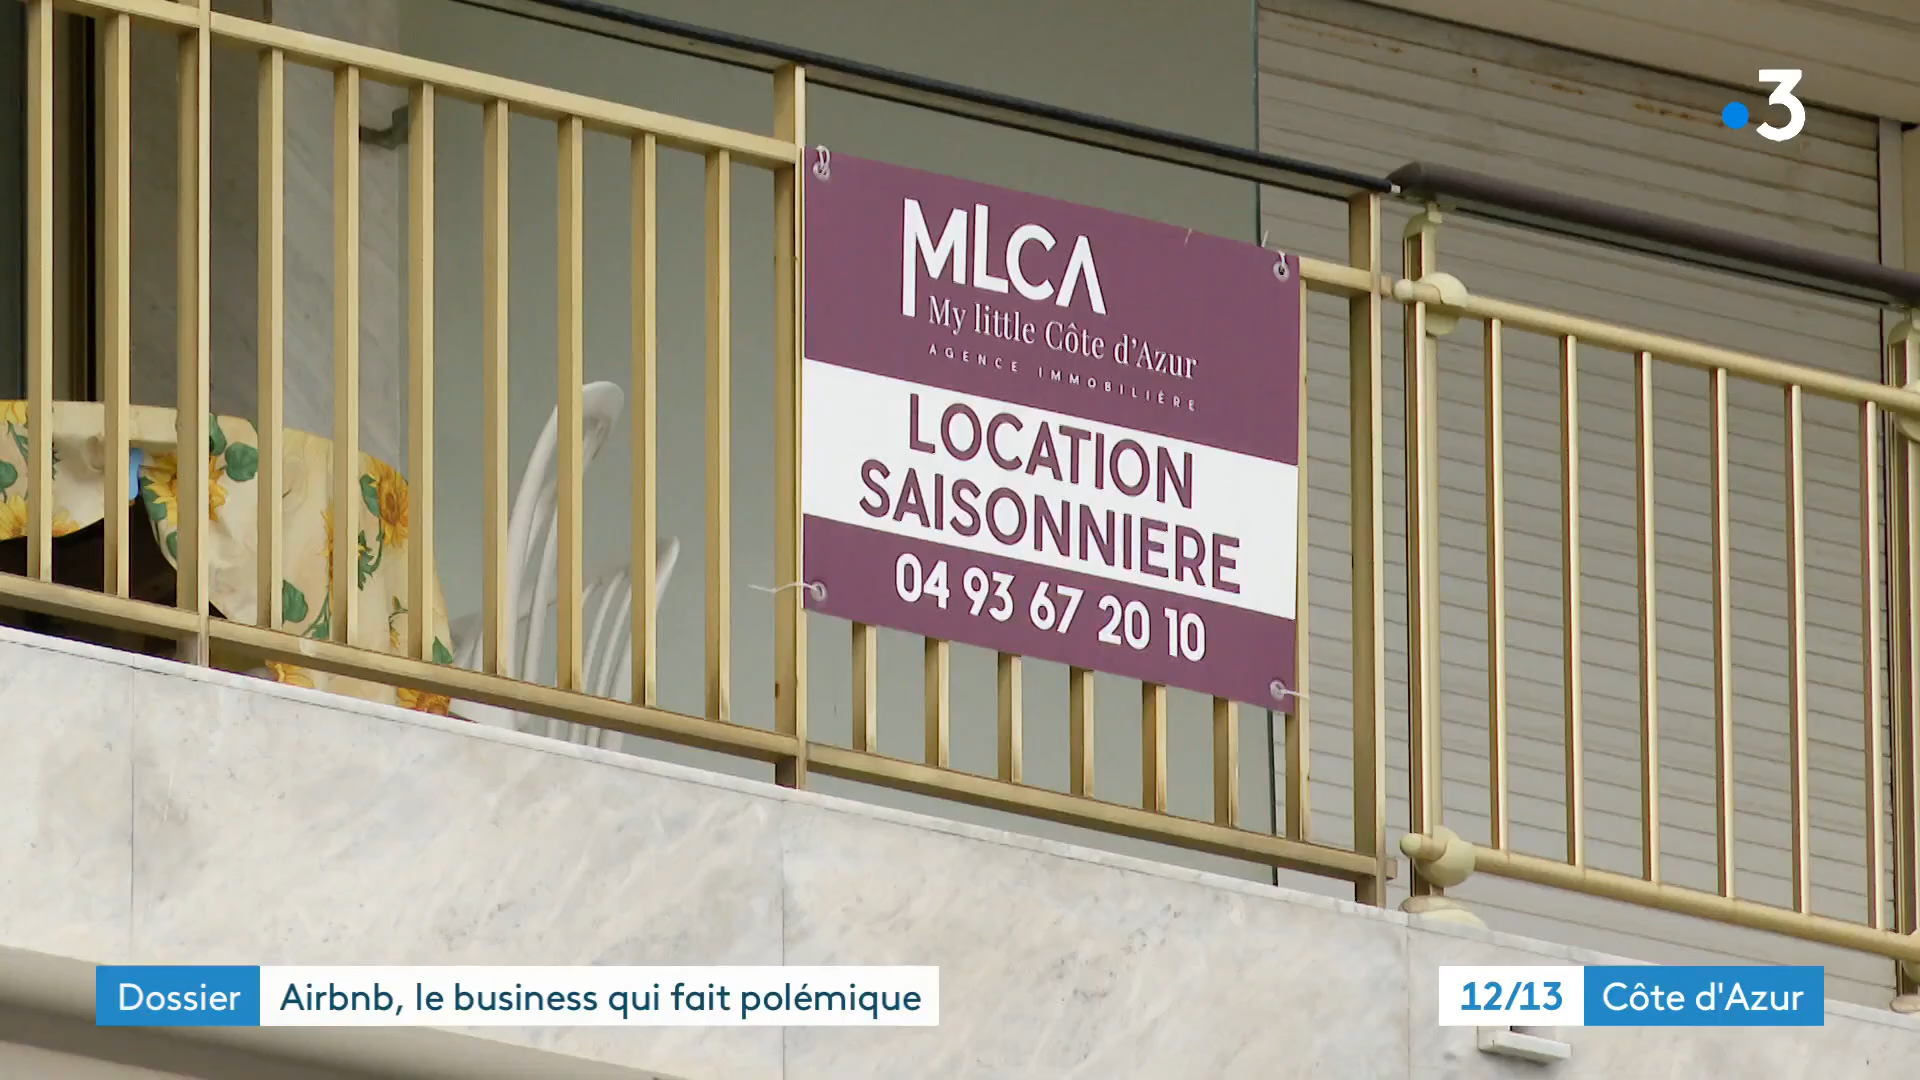 3
MLCA
My little Côte d'Azur
AGENCE IMMOBILIÈRE
LOCATION
SAISONNIERE
04 93 67 20 10
Dossier Airbnb, le business qui fait polémique
12/13 Côte d'Azur